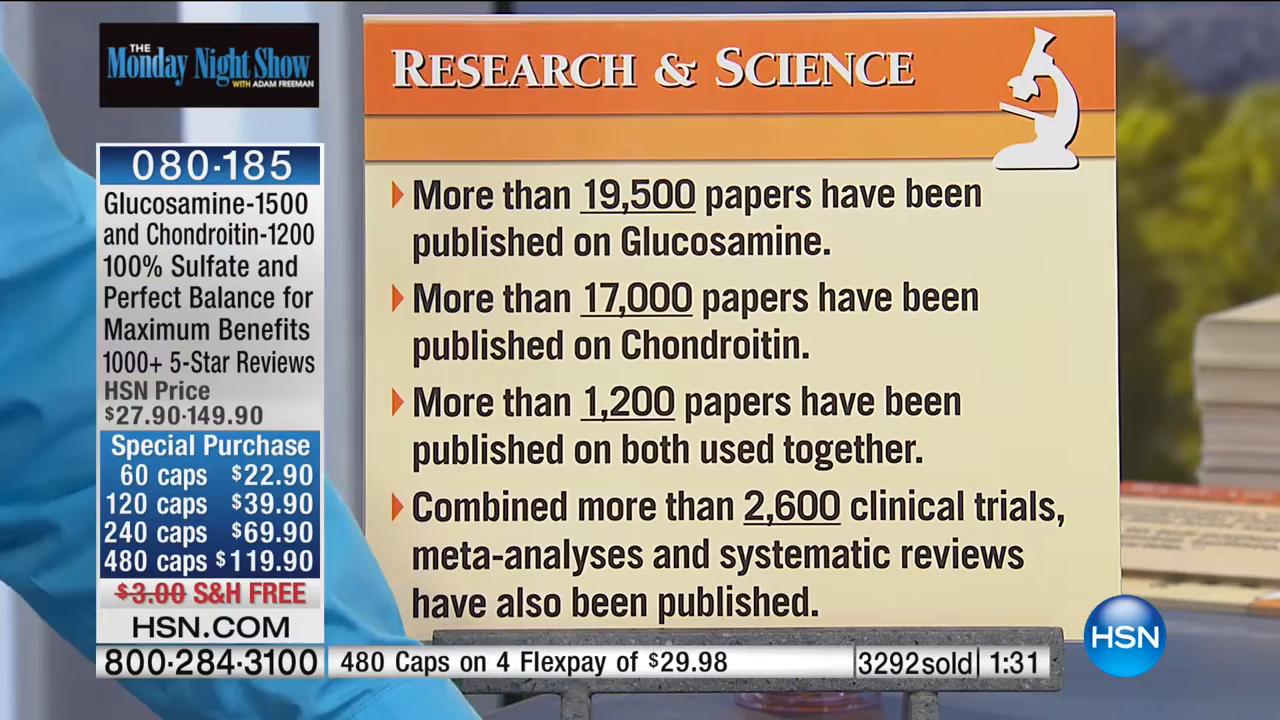 THE
Monday Night Show
WITH ADAM FREEMAN
080·185
Glucosamine-1500
and Chondroitin-1200
100% Sulfate and
Perfect Balance for
Maximum Benefits
1000+ 5-Star Reviews
HSN Price
$27.90-149.90
Special Purchase
60 caps $22.90
120 caps $39.90
240 caps $69.90
480 caps $119.90
$3.00 S&H FREE
HSN.COM
800·284·3100
480 Caps on 4 Flexpay of $29.98
3292sold
1:31
RESEARCH & SCIENCE
More than 19,500 papers have been
published on Glucosamine.
More than 17,000 papers have been
published on Chondroitin.
More than 1,200 papers have been
published on both used together.
Combined more than 2,600 clinical trials,
meta-analyses and systematic reviews
have also been published.
HSN